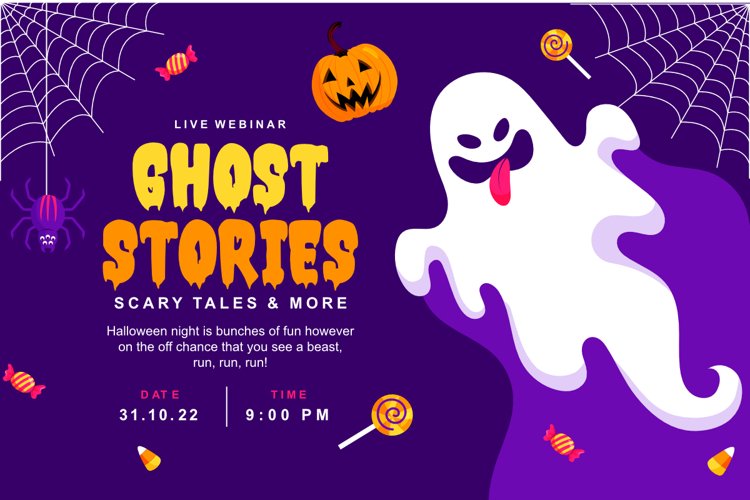 LIVE WEBINAR
GHOST
STORIES
SCARY TALES & MORE
Halloween night is bunches of fun however
on the off chance that you see a beast,
run, run, run!
DATE TIME
31.10.22 9:00 PM